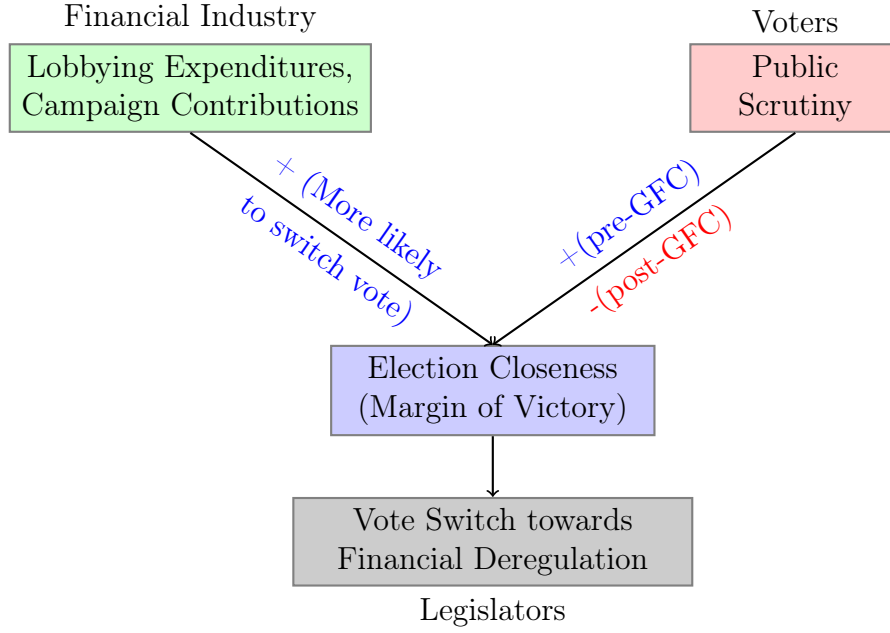 Financial Industry
Lobbying Expenditures,
Campaign Contributions
Voters
Public
Scrutiny
+ (More likely
to switch vote)
+(pre-GFC)
-(post-GFC)
Election Closeness
(Margin of Victory)
Vote Switch towards
Financial Deregulation
Legislators